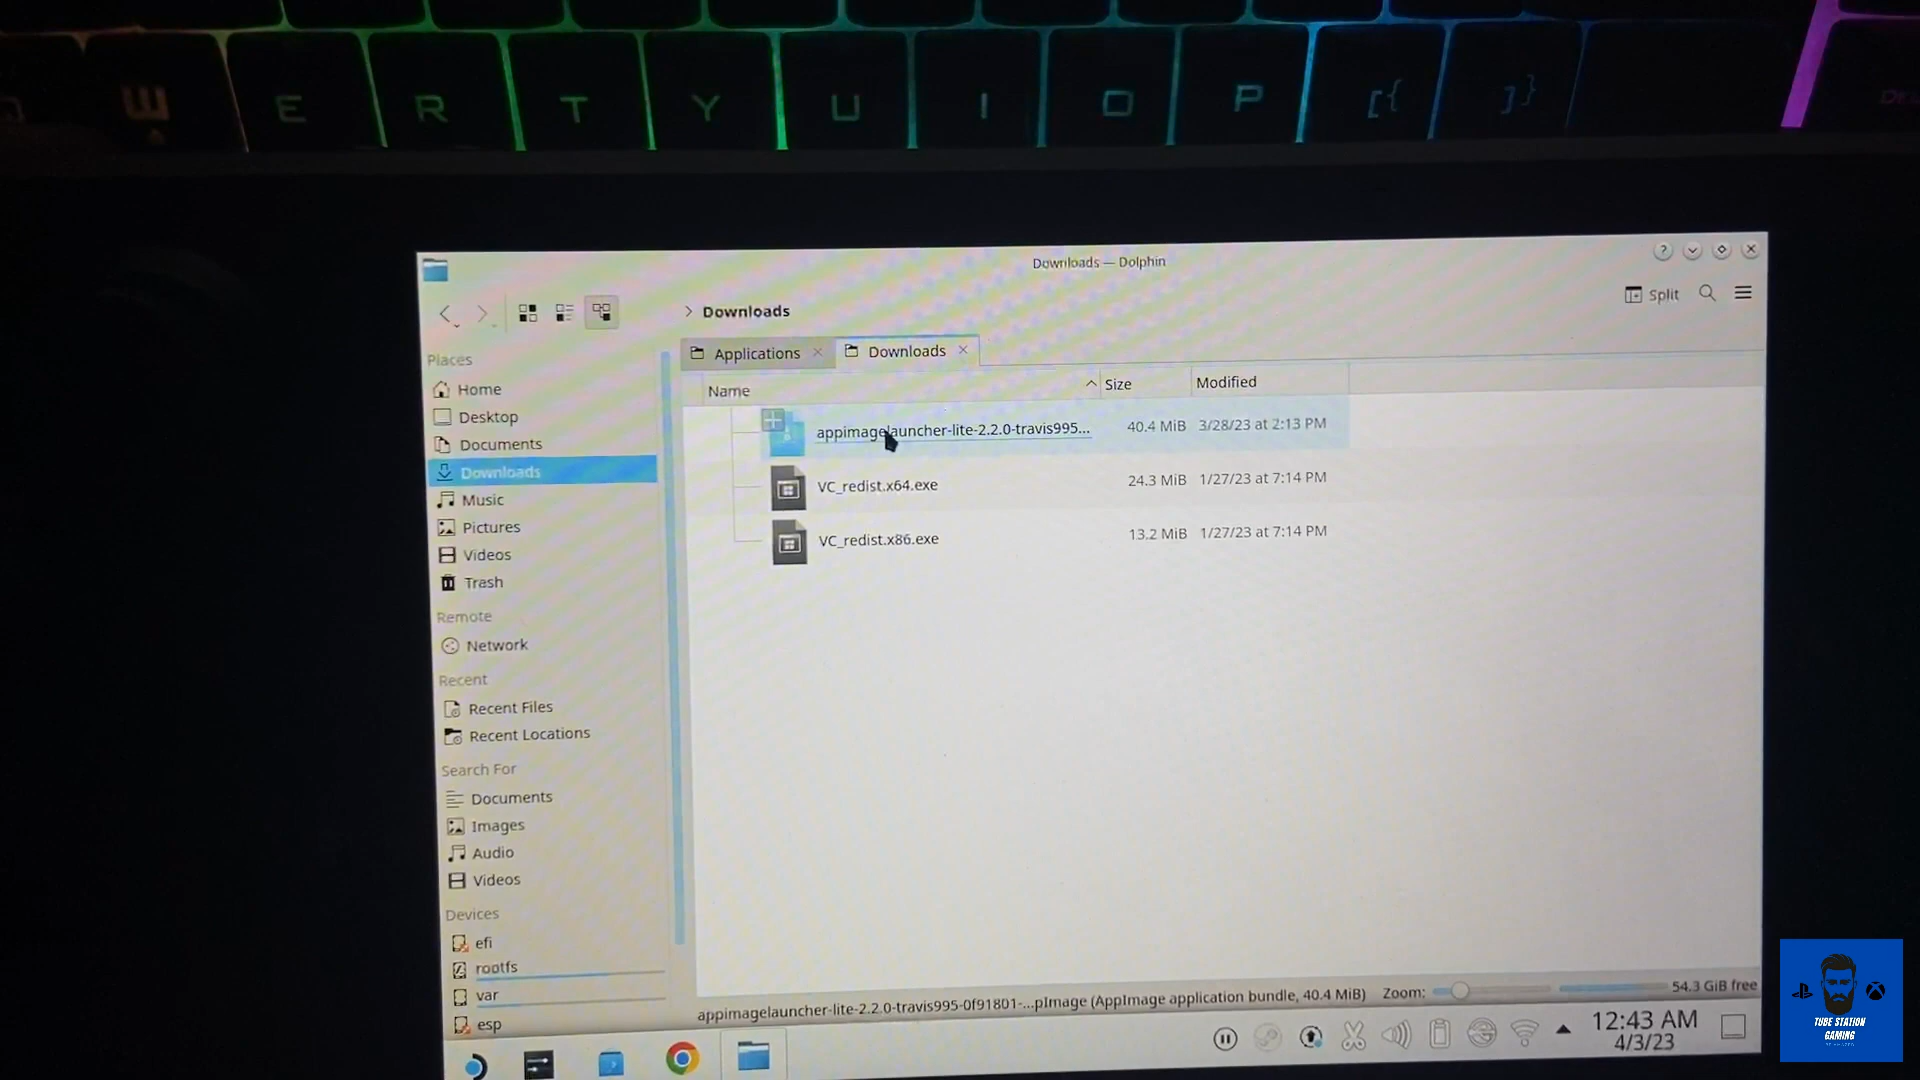 W E R T Y U I O P [{ ]}
Downloads — Dolphin
Split
Downloads
Applications
Downloads
Places
Home
Desktop
Documents
Downloads
Music
Pictures
Videos
Trash
Remote
Network
Recent
Recent Files
Recent Locations
Search For
Documents
Images
Audio
Videos
Devices
efi
rootfs
var
esp
Name Size Modified
appimagelauncher-lite-2.2.0-travis995... 40.4 MiB 3/28/23 at 2:13 PM
VC_redist.x64.exe 24.3 MiB 1/27/23 at 7:14 PM
VC_redist.x86.exe 13.2 MiB 1/27/23 at 7:14 PM
appimagelauncher-lite-2.2.0-travis995-0f91801-...pImage (AppImage application bundle, 40.4 MiB) Zoom: 54.3 GiB free
12:43 AM
4/3/23
TUBE STATION
GAMING